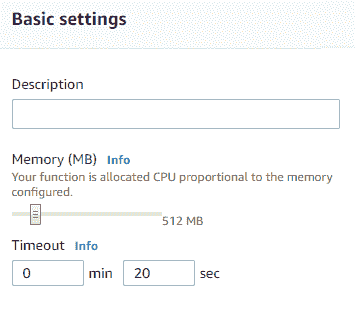 Basic settings
Description
Memory (MB) Info
Your function is allocated CPU proportional to the memory
configured.
512 MB
Timeout Info
0 min 20 sec